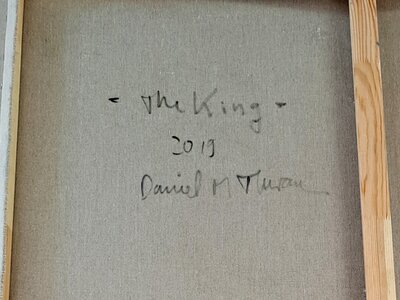 - The King -
2019
Daniel M